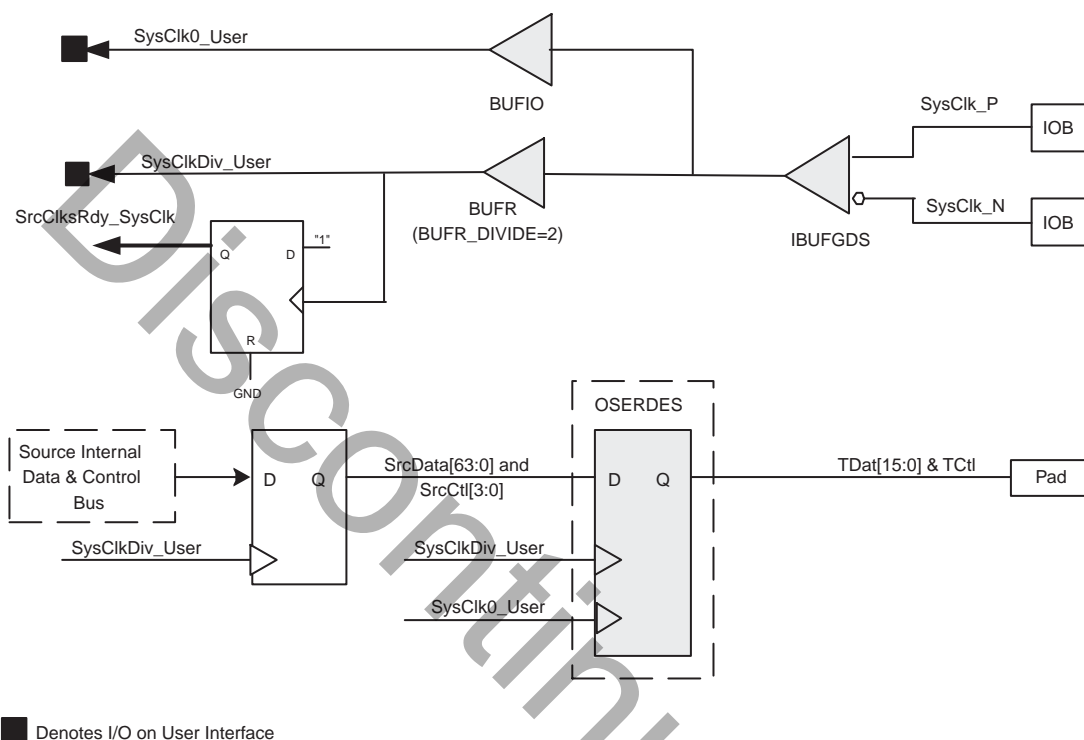 SysClk0_User
BUFIO
SysClk_P
IOB
SysClkDiv_User
BUFR
(BUFR_DIVIDE=2)
IBUFGDS
SysClk_N
IOB
SrcClksRdy_SysClk
Q
D
"1"
R
GND
OSERDES
Source Internal
Data & Control
Bus
D
Q
SrcData[63:0] and
SrcCtl[3:0]
D
Q
TDat[15:0] & TCtl
Pad
SysClkDiv_User
SysClkDiv_User
SysClk0_User
Denotes I/O on User Interface